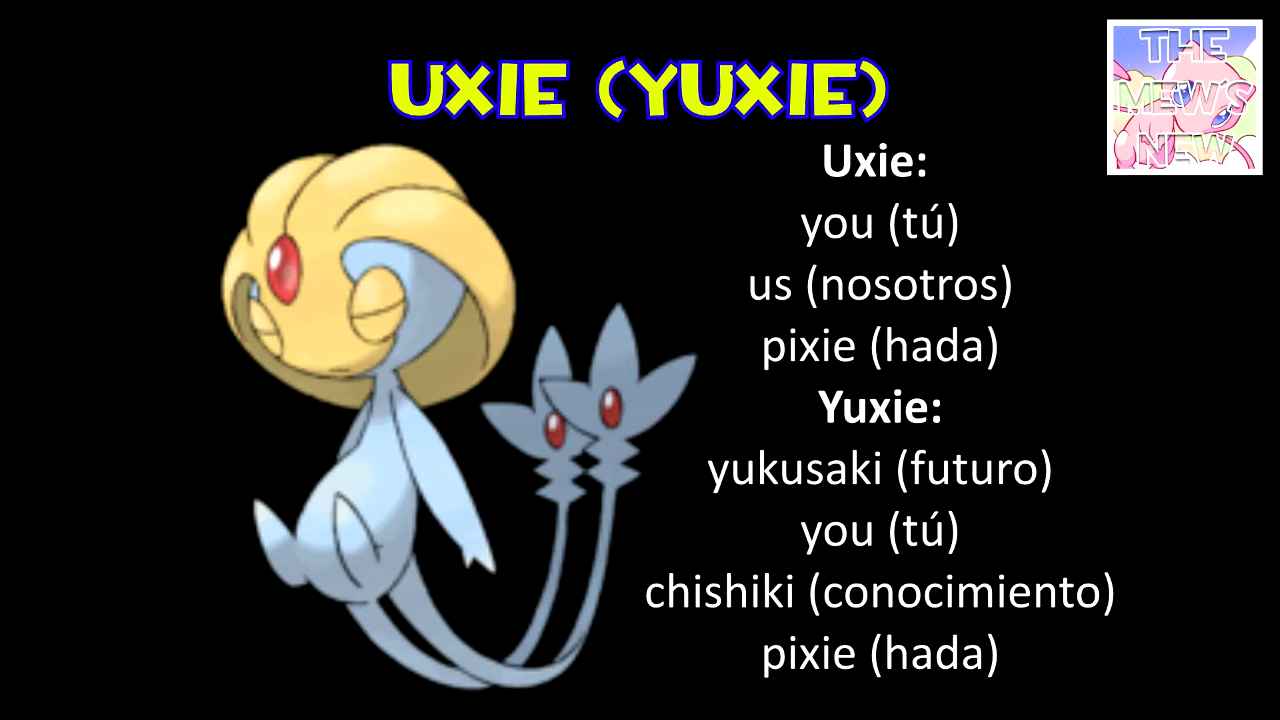 UXIE (YUXIE)
THE
MEW'S
NEW
Uxie:
you (tú)
us (nosotros)
pixie (hada)
Yuxie:
yukusaki (futuro)
you (tú)
chishiki (conocimiento)
pixie (hada)